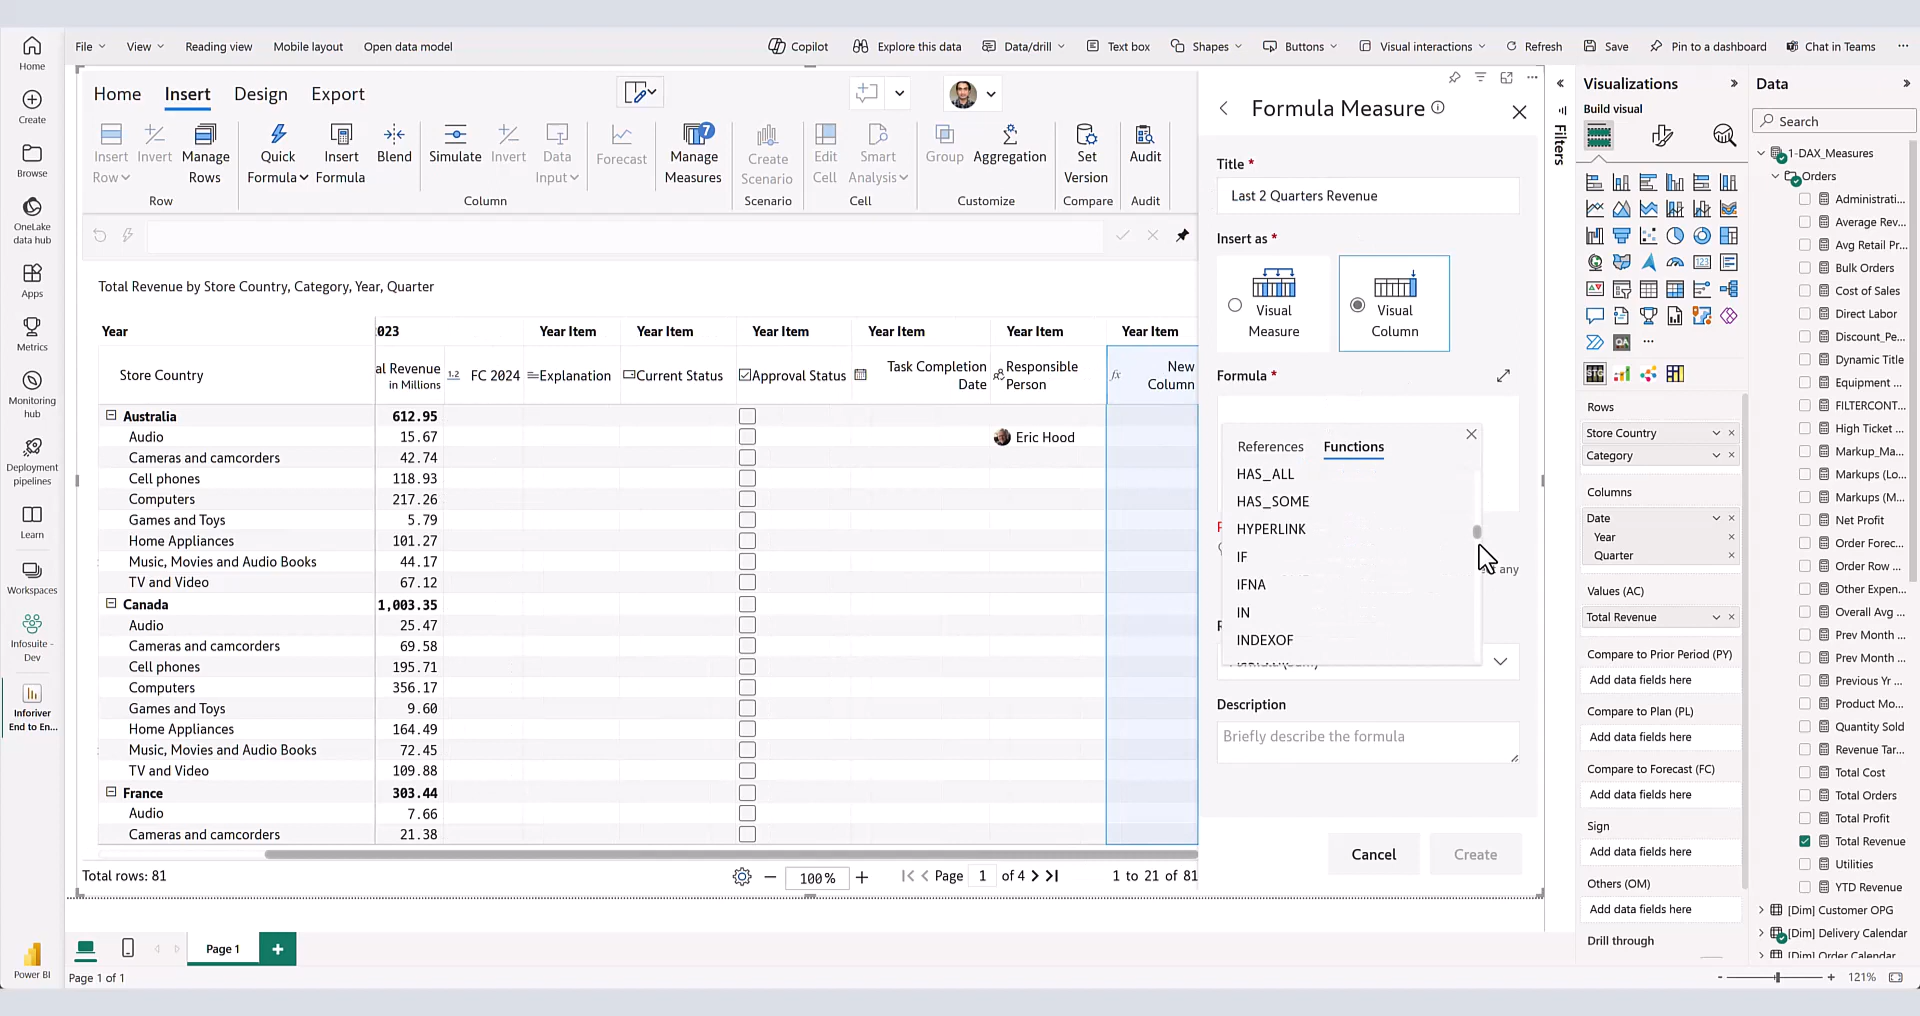 File
View
Reading view
Mobile layout
Open data model
Copilot
Explore this data
Data/drill
Text box
Shapes
Buttons
Visual interactions
Refresh
Save
Pin to a dashboard
Chat in Teams
Home
Create
Browse
OneLake
data hub
Apps
Metrics
Monitoring
hub
Deployment
pipelines
Learn
Workspaces
Infosuite -
Dev
Inforiver
End to En...
Power BI
Home
Insert
Design
Export
Insert
Row
Invert
Manage
Rows
Row
Quick
Formula
Insert
Formula
Blend
Simulate
Invert
Data
Input
Column
Forecast
7
Manage
Measures
Create
Scenario
Scenario
Edit
Cell
Smart
Analysis
Cell
Group
Aggregation
Customize
Set
Version
Compare
Audit
Audit
Total Revenue by Store Country, Category, Year, Quarter
Year
2023
Year Item
Year Item
Year Item
Year Item
Year Item
Year Item
Store Country
al Revenue
in Millions
1.2 FC 2024
Explanation
Current Status
Approval Status
Task Completion
Date
Responsible
Person
fx New
Column
Australia 612.95
Audio 15.67 Eric Hood
Cameras and camcorders 42.74
Cell phones 118.93
Computers 217.26
Games and Toys 5.79
Home Appliances 101.27
Music, Movies and Audio Books 44.17
TV and Video 67.12
Canada 1,003.35
Audio 25.47
Cameras and camcorders 69.58
Cell phones 195.71
Computers 356.17
Games and Toys 9.60
Home Appliances 164.49
Music, Movies and Audio Books 72.45
TV and Video 109.88
France 303.44
Audio 7.66
Cameras and camcorders 21.38
Total rows: 81
100 %
Page 1 of 4
1 to 21 of 81
Page 1
Page 1 of 1
Formula Measure
Title *
Last 2 Quarters Revenue
Insert as *
Visual
Measure
Visual
Column
Formula *
References
Functions
HAS_ALL
HAS_SOME
HYPERLINK
IF
IFNA
IN
INDEXOF
any
Description
Briefly describe the formula
Cancel
Create
Filters
Visualizations
Build visual
123
QA
Rows
Store Country
Category
Columns
Date
Year
Quarter
Values (AC)
Total Revenue
Compare to Prior Period (PY)
Add data fields here
Compare to Plan (PL)
Add data fields here
Compare to Forecast (FC)
Add data fields here
Sign
Add data fields here
Others (OM)
Add data fields here
Drill through
Data
Search
1-DAX_Measures
Orders
Administrati...
Average Rev...
Avg Retail Pr...
Bulk Orders
Cost of Sales
Direct Labor
Discount_Pe...
Dynamic Title
Equipment ...
FILTERCONT...
High Ticket ...
Markup_Ma...
Markups (Lo...
Markups (M...
Net Profit
Order Forec...
Order Row ...
Other Expen...
Overall Avg ...
Prev Month ...
Prev Month ...
Previous Yr ...
Product Mo...
Quantity Sold
Revenue Tar...
Total Cost
Total Orders
Total Profit
Total Revenue
Utilities
YTD Revenue
[Dim] Customer OPG
[Dim] Delivery Calendar
[Dim] Order Calendar
121%